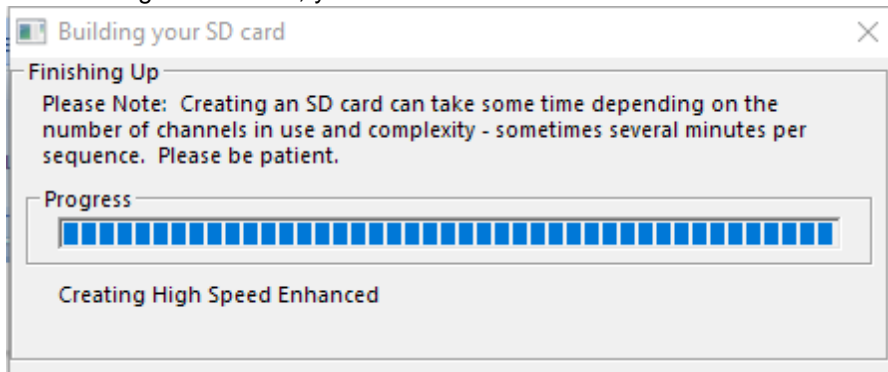 Building your SD card
Finishing Up
Please Note:  Creating an SD card can take some time depending on the
number of channels in use and complexity - sometimes several minutes per
sequence.  Please be patient.
Progress
Creating High Speed Enhanced